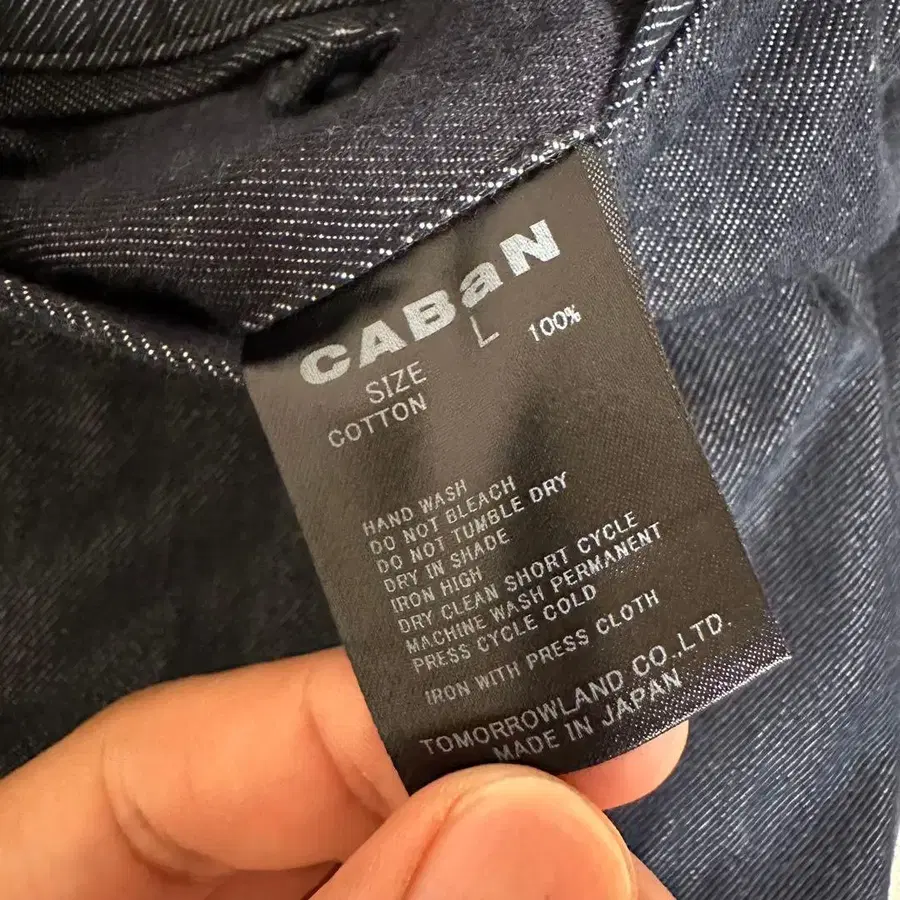 CABaN
SIZE L
COTTON 100%
HAND WASH
DO NOT BLEACH
DO NOT TUMBLE DRY
DRY IN SHADE
IRON HIGH
DRY CLEAN SHORT CYCLE
MACHINE WASH PERMANENT
PRESS CYCLE COLD
IRON WITH PRESS CLOTH
TOMORROWLAND CO.,LTD.
MADE IN JAPAN